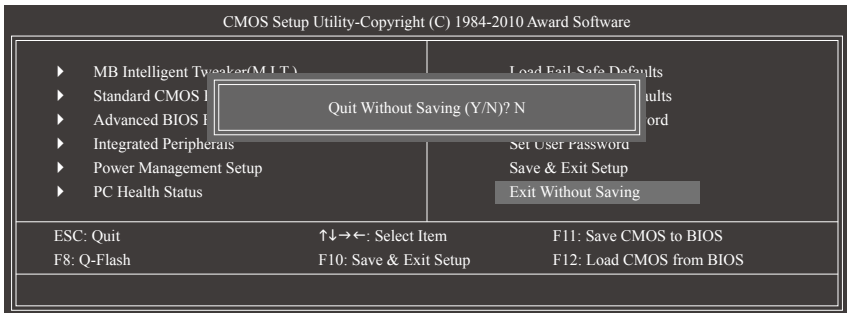 CMOS Setup Utility-Copyright (C) 1984-2010 Award Software
MB Intelligent Tweaker(M.I.T.)
Standard CMOS
Advanced BIOS
Integrated Peripherals
Power Management Setup
PC Health Status
Load Fail-Safe Defaults
Set User Password
Save & Exit Setup
Exit Without Saving
Quit Without Saving (Y/N)? N
ESC: Quit
↑↓→←: Select Item
F11: Save CMOS to BIOS
F8: Q-Flash
F10: Save & Exit Setup
F12: Load CMOS from BIOS